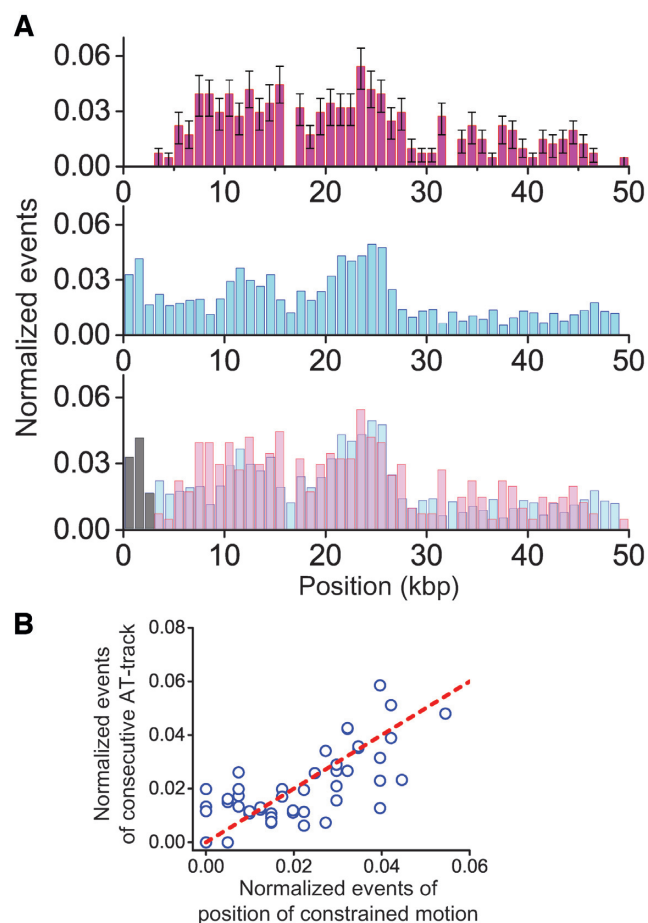 A
0.06
0.03
0.00
0 10 20 30 40 50
0.06
0.03
0.00
0 10 20 30 40 50
Normalized events
0.06
0.03
0.00
0 10 20 30 40 50
Position (kbp)
B
Normalized events
of consecutive AT-track
0.08
0.06
0.04
0.02
0.00
0.00 0.02 0.04 0.06
Normalized events of
position of constrained motion